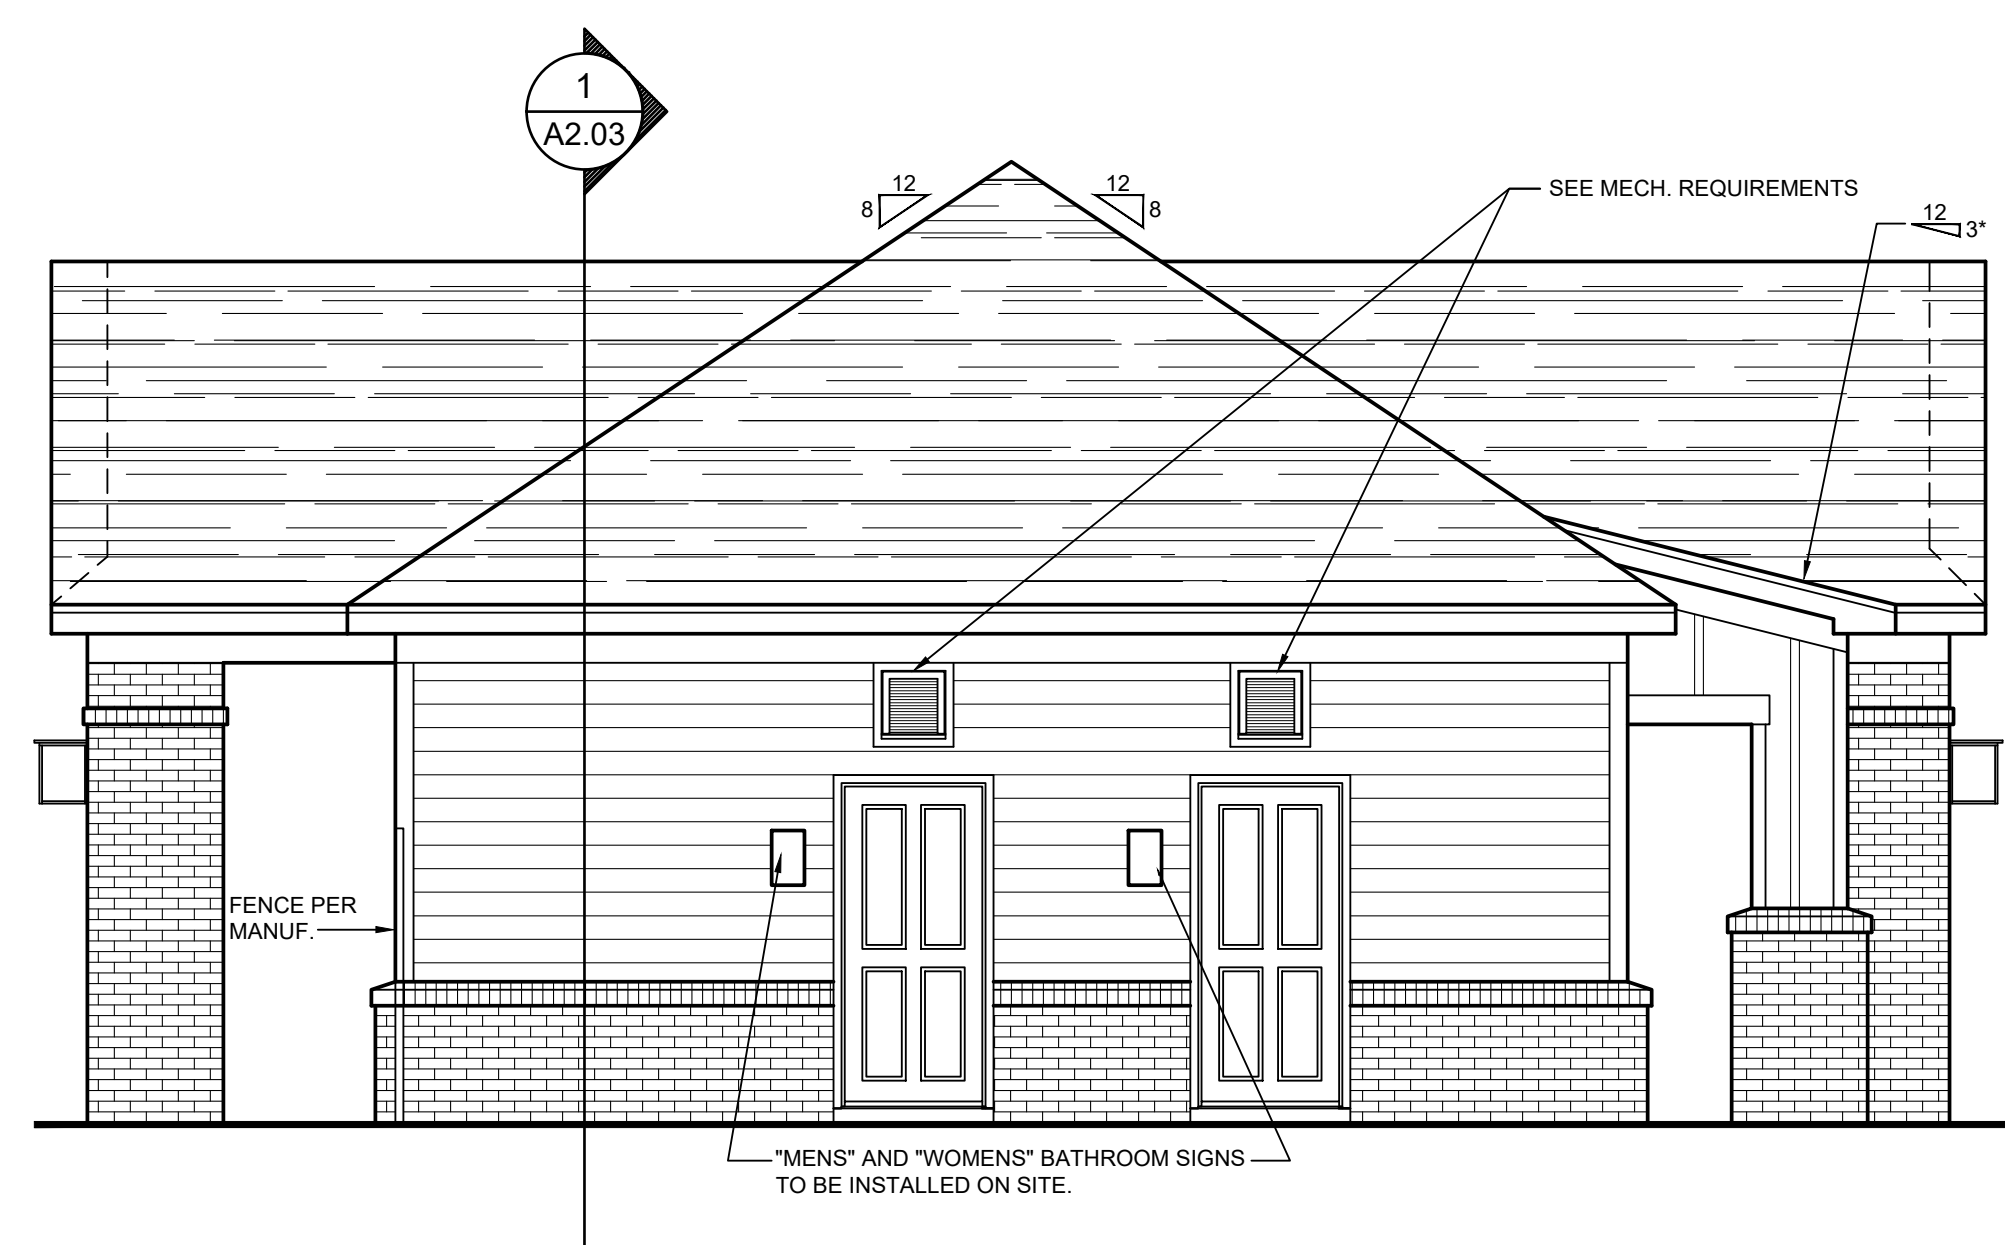 1
A2.03
12
8
12
8
SEE MECH. REQUIREMENTS
12
3*
FENCE PER
MANUF.
"MENS" AND "WOMENS" BATHROOM SIGNS
TO BE INSTALLED ON SITE.